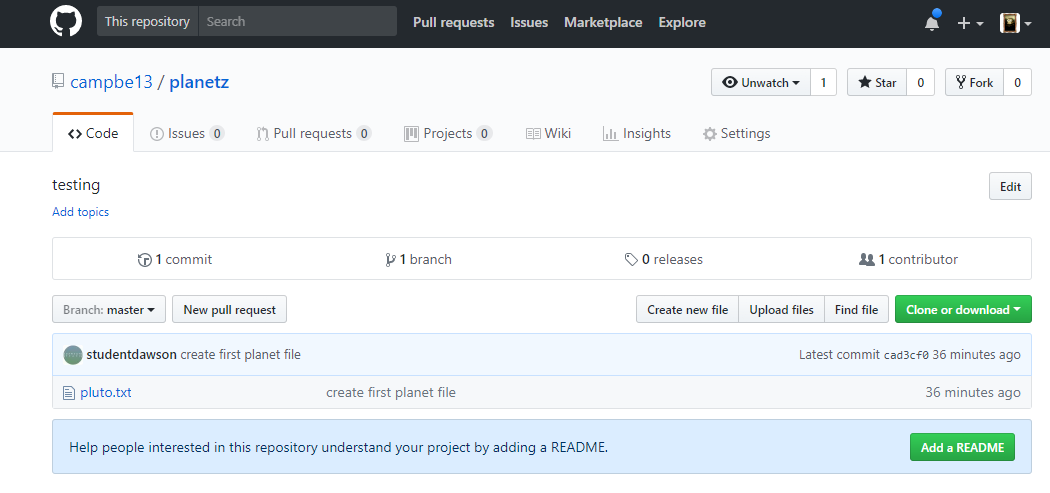 This repository Search Pull requests Issues Marketplace Explore
campbe13 / planetz Unwatch 1 Star 0 Fork 0
Code Issues 0 Pull requests 0 Projects 0 Wiki Insights Settings
testing Edit
Add topics
1 commit 1 branch 0 releases 1 contributor
Branch: master New pull request Create new file Upload files Find file Clone or download
studentdawson create first planet file Latest commit cad3cf0 36 minutes ago
pluto.txt create first planet file 36 minutes ago
Help people interested in this repository understand your project by adding a README. Add a README